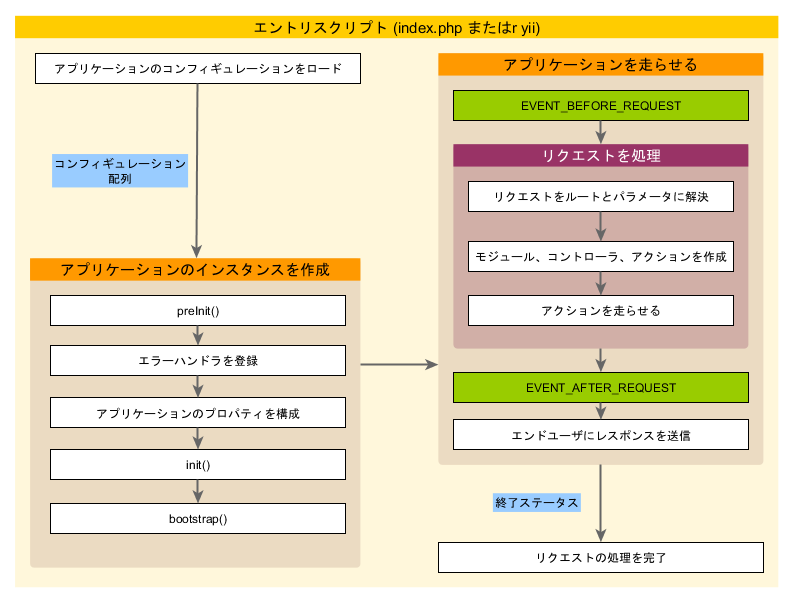 エントリスクリプト (index.php またはr yii)
アプリケーションのコンフィギュレーションをロード
コンフィギュレーション
配列
アプリケーションのインスタンスを作成
preInit()
エラーハンドラを登録
アプリケーションのプロパティを構成
init()
bootstrap()
アプリケーションを走らせる
EVENT_BEFORE_REQUEST
リクエストを処理
リクエストをルートとパラメータに解決
モジュール、コントローラ、アクションを作成
アクションを走らせる
EVENT_AFTER_REQUEST
エンドユーザにレスポンスを送信
終了ステータス
リクエストの処理を完了